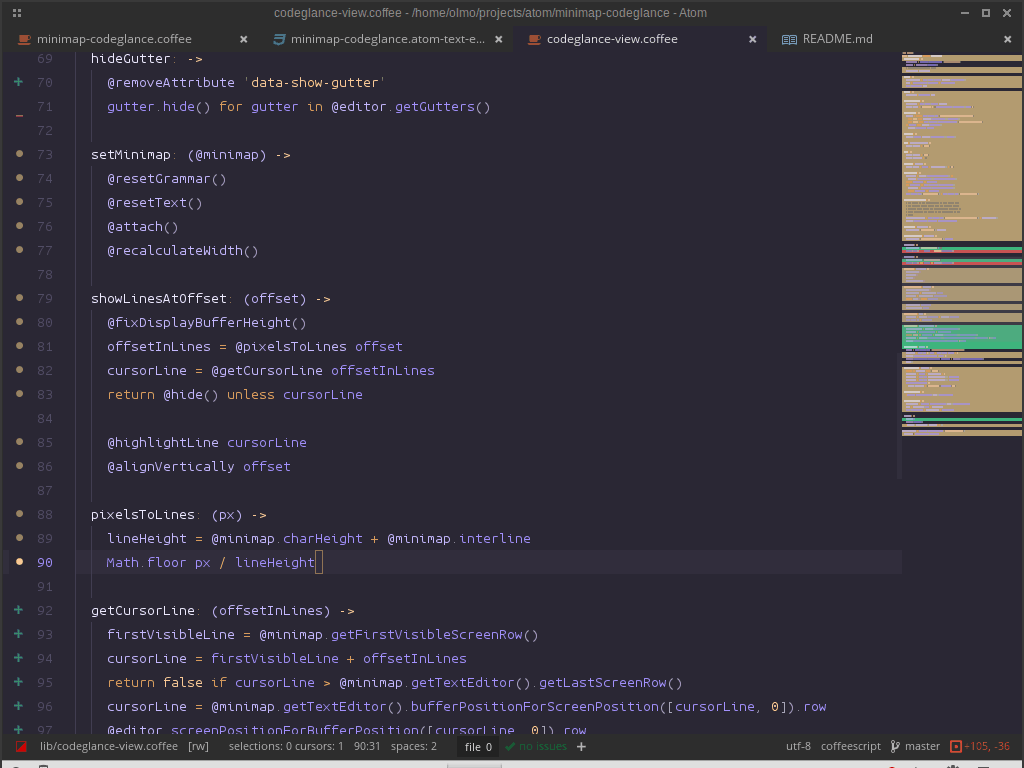 codeglance-view.coffee - /home/olmo/projects/atom/minimap-codeglance - Atom
minimap-codeglance.coffee
minimap-codeglance.atom-text-e...
codeglance-view.coffee
README.md
69 hideGutter: ->
70 @removeAttribute 'data-show-gutter'
71 gutter.hide() for gutter in @editor.getGutters()
72
73 setMinimap: (@minimap) ->
74 @resetGrammar()
75 @resetText()
76 @attach()
77 @recalculateWidth()
78
79 showLinesAtOffset: (offset) ->
80 @fixDisplayBufferHeight()
81 offsetInLines = @pixelsToLines offset
82 cursorLine = @getCursorLine offsetInLines
83 return @hide() unless cursorLine
84
85 @highlightLine cursorLine
86 @alignVertically offset
87
88 pixelsToLines: (px) ->
89 lineHeight = @minimap.charHeight + @minimap.interline
90 Math.floor px / lineHeight
91
92 getCursorLine: (offsetInLines) ->
93 firstVisibleLine = @minimap.getFirstVisibleScreenRow()
94 cursorLine = firstVisibleLine + offsetInLines
95 return false if cursorLine > @minimap.getTextEditor().getLastScreenRow()
96 cursorLine = @minimap.getTextEditor().bufferPositionForScreenPosition([cursorLine, 0]).row
97 @editor.screenPositionForBufferPosition([cursorLine, 0]).row
lib/codeglance-view.coffee [rw] selections: 0 cursors: 1 90:31 spaces: 2 file 0 no issues + utf-8 coffeescript master +105, -36